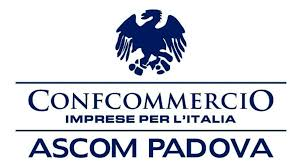 CONFCOMMERCIO
IMPRESE PER L'ITALIA
ASCOM PADOVA